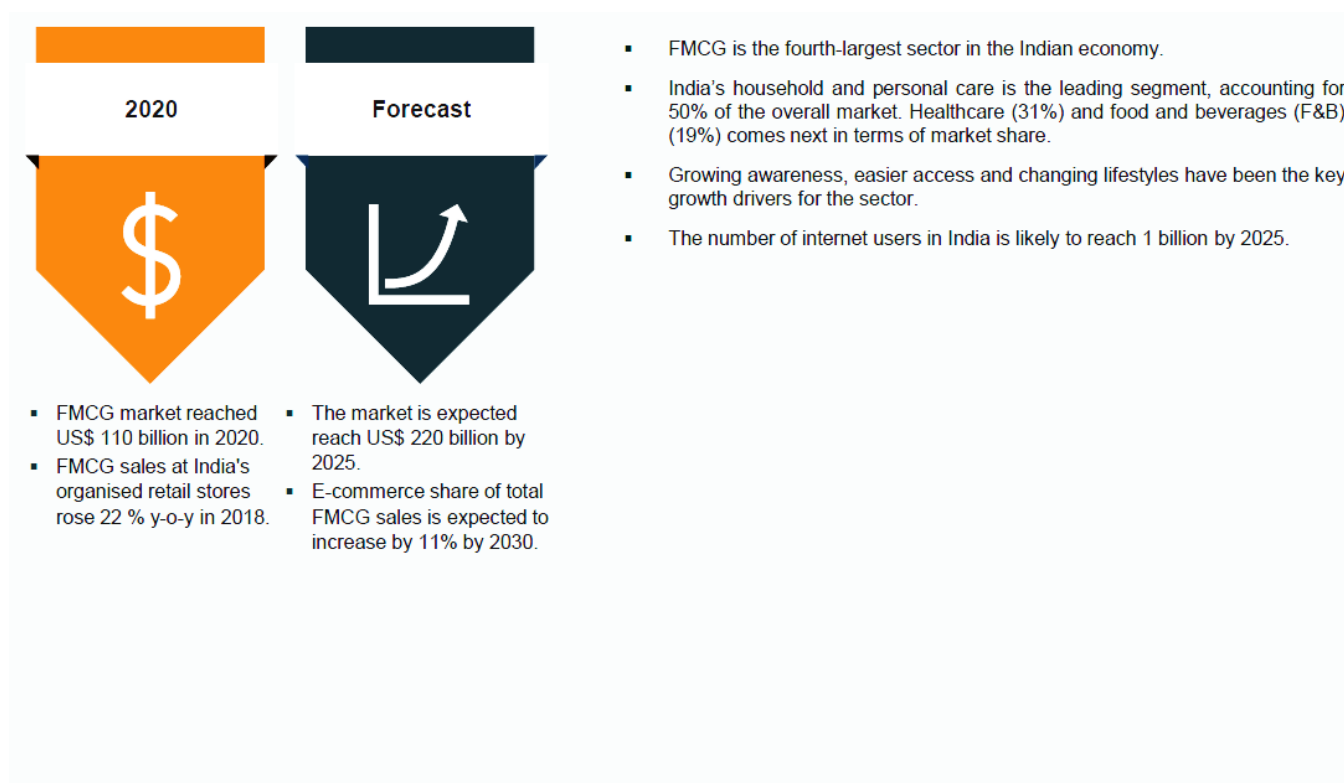 2020
FMCG market reached
US$ 110 billion in 2020.
FMCG sales at India's
organised retail stores
rose 22 % y-o-y in 2018.
Forecast
The market is expected
reach US$ 220 billion by
2025.
E-commerce share of total
FMCG sales is expected to
increase by 11% by 2030.
FMCG is the fourth-largest sector in the Indian economy.
India’s household and personal care is the leading segment, accounting for
50% of the overall market. Healthcare (31%) and food and beverages (F&B)
(19%) comes next in terms of market share.
Growing awareness, easier access and changing lifestyles have been the key
growth drivers for the sector.
The number of internet users in India is likely to reach 1 billion by 2025.